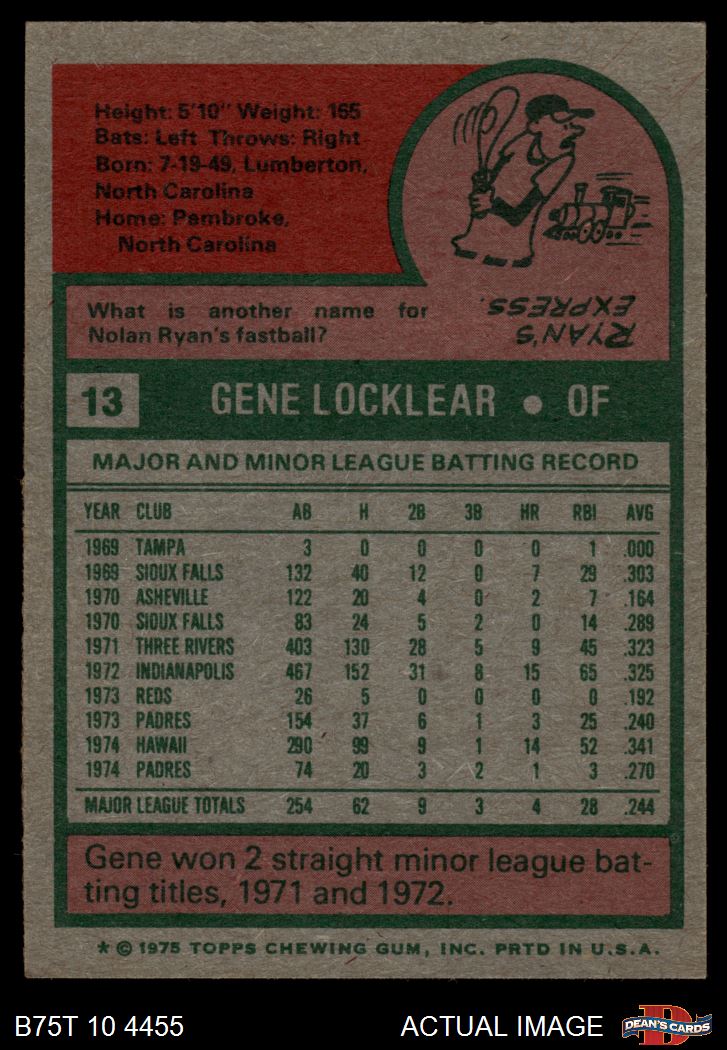 Height: 5'10" Weight: 165
Bats: Left Throws: Right
Born: 7-19-49, Lumberton,
North Carolina
Home: Pembroke,
North Carolina
What is another name for
Nolan Ryan's fastball?
RYAN'S
EXPRESS.
13 GENE LOCKLEAR • OF
MAJOR AND MINOR LEAGUE BATTING RECORD
YEAR CLUB AB H 2B 3B HR RBI AVG
1969 TAMPA 3 0 0 0 0 1 .000
1969 SIOUX FALLS 132 40 12 0 7 29 .303
1970 ASHEVILLE 122 20 4 0 2 7 .164
1970 SIOUX FALLS 83 24 5 2 0 14 .289
1971 THREE RIVERS 403 130 28 5 9 45 .323
1972 INDIANAPOLIS 467 152 31 8 15 65 .325
1973 REDS 26 5 0 0 0 0 .192
1973 PADRES 154 37 6 1 3 25 .240
1974 HAWAII 290 99 9 1 14 52 .341
1974 PADRES 74 20 3 2 1 3 .270
MAJOR LEAGUE TOTALS 254 62 9 3 4 28 .244
Gene won 2 straight minor league bat-
ting titles, 1971 and 1972.
* © 1975 TOPPS CHEWING GUM, INC. PRTD IN U.S.A.
B75T 10 4455 ACTUAL IMAGE
D
DEAN'S CARDS